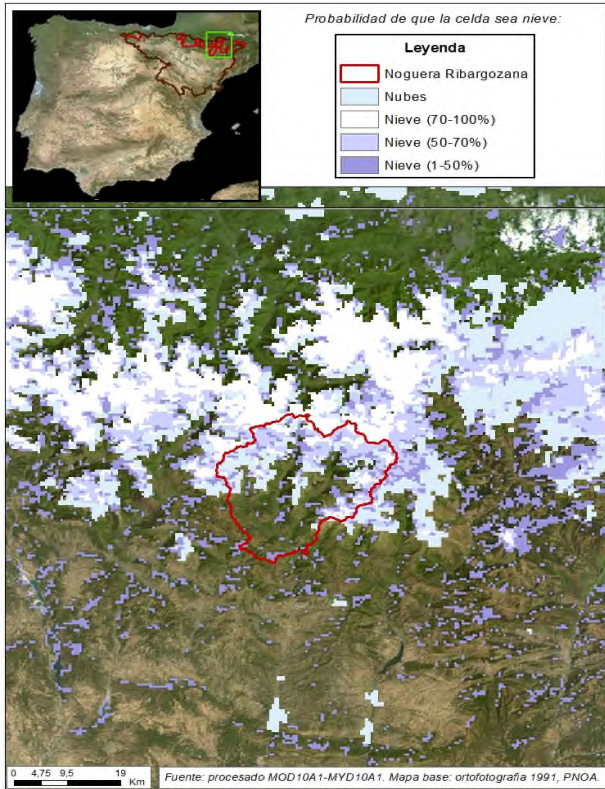 Probabilidad de que la celda sea nieve:
Leyenda
Noguera Ribargozana
Nubes
Nieve (70-100%)
Nieve (50-70%)
Nieve (1-50%)
0 4,75 9,5 19
Km
Fuente: procesado MOD10A1-MYD10A1. Mapa base: ortofotografía 1991, PNOA.